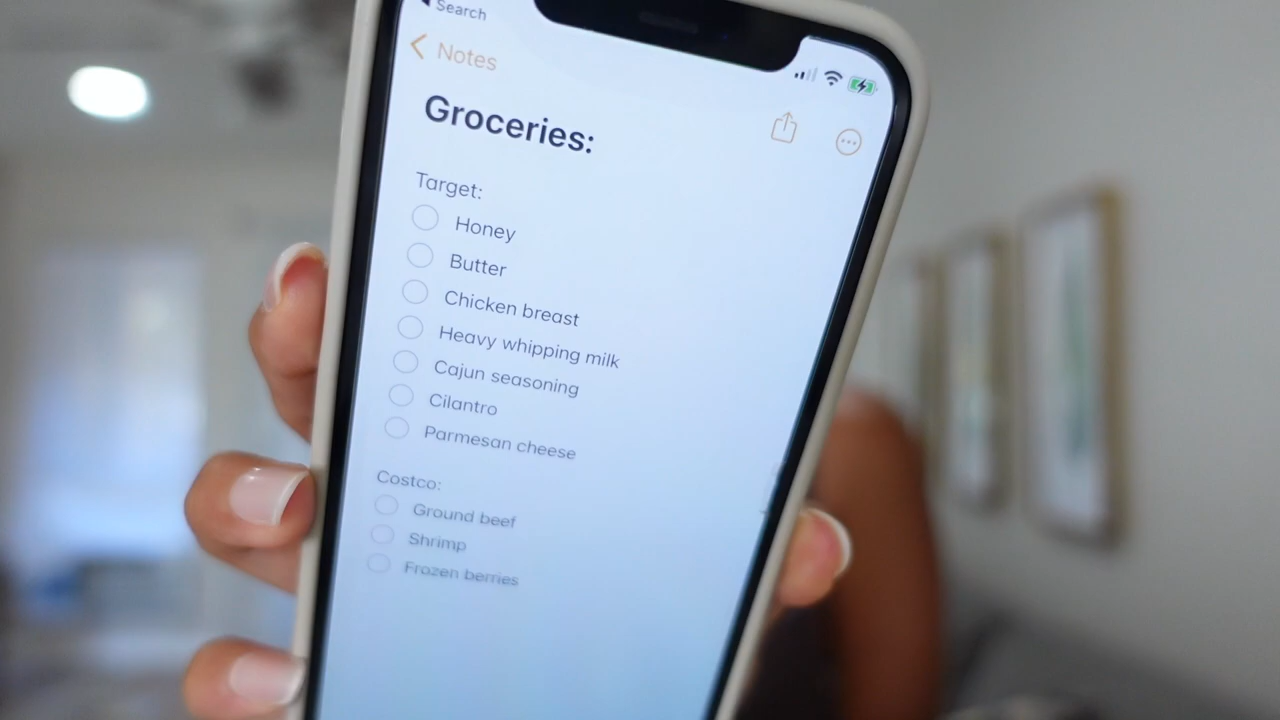 Search
Notes
Groceries:
Target:
Honey
Butter
Chicken breast
Heavy whipping milk
Cajun seasoning
Cilantro
Parmesan cheese
Costco:
Ground beef
Shrimp
Frozen berries